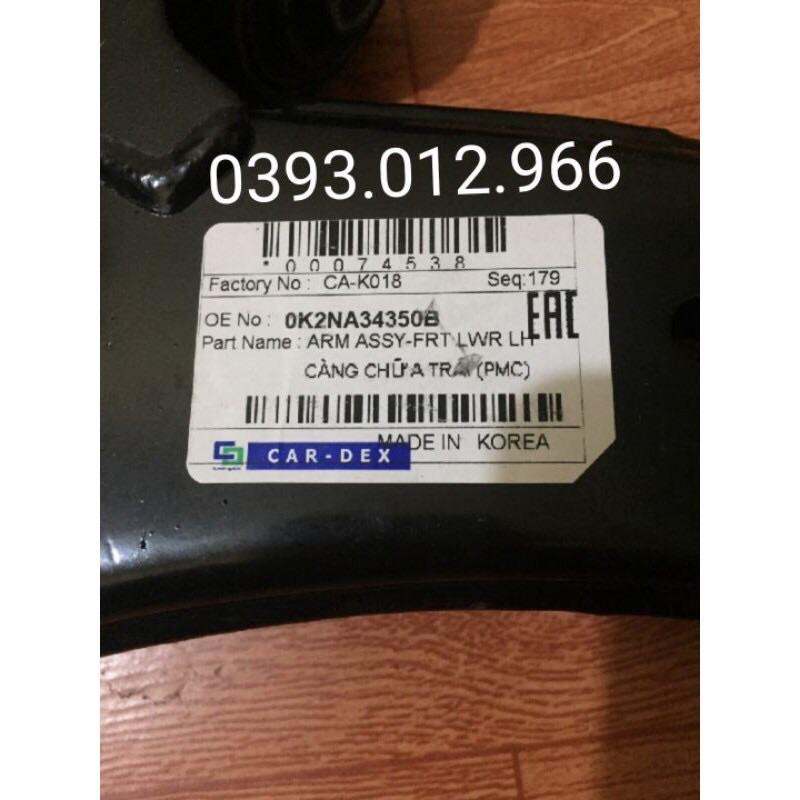 0393.012.966
*00074538
Factory No : CA-K018 Seq:179
OE No : 0K2NA34350B
EAC
Part Name : ARM ASSY-FRT LWR LH
CÀNG CHỮ A TRÁI (PMC)
MADE IN KOREA
CAR-DEX